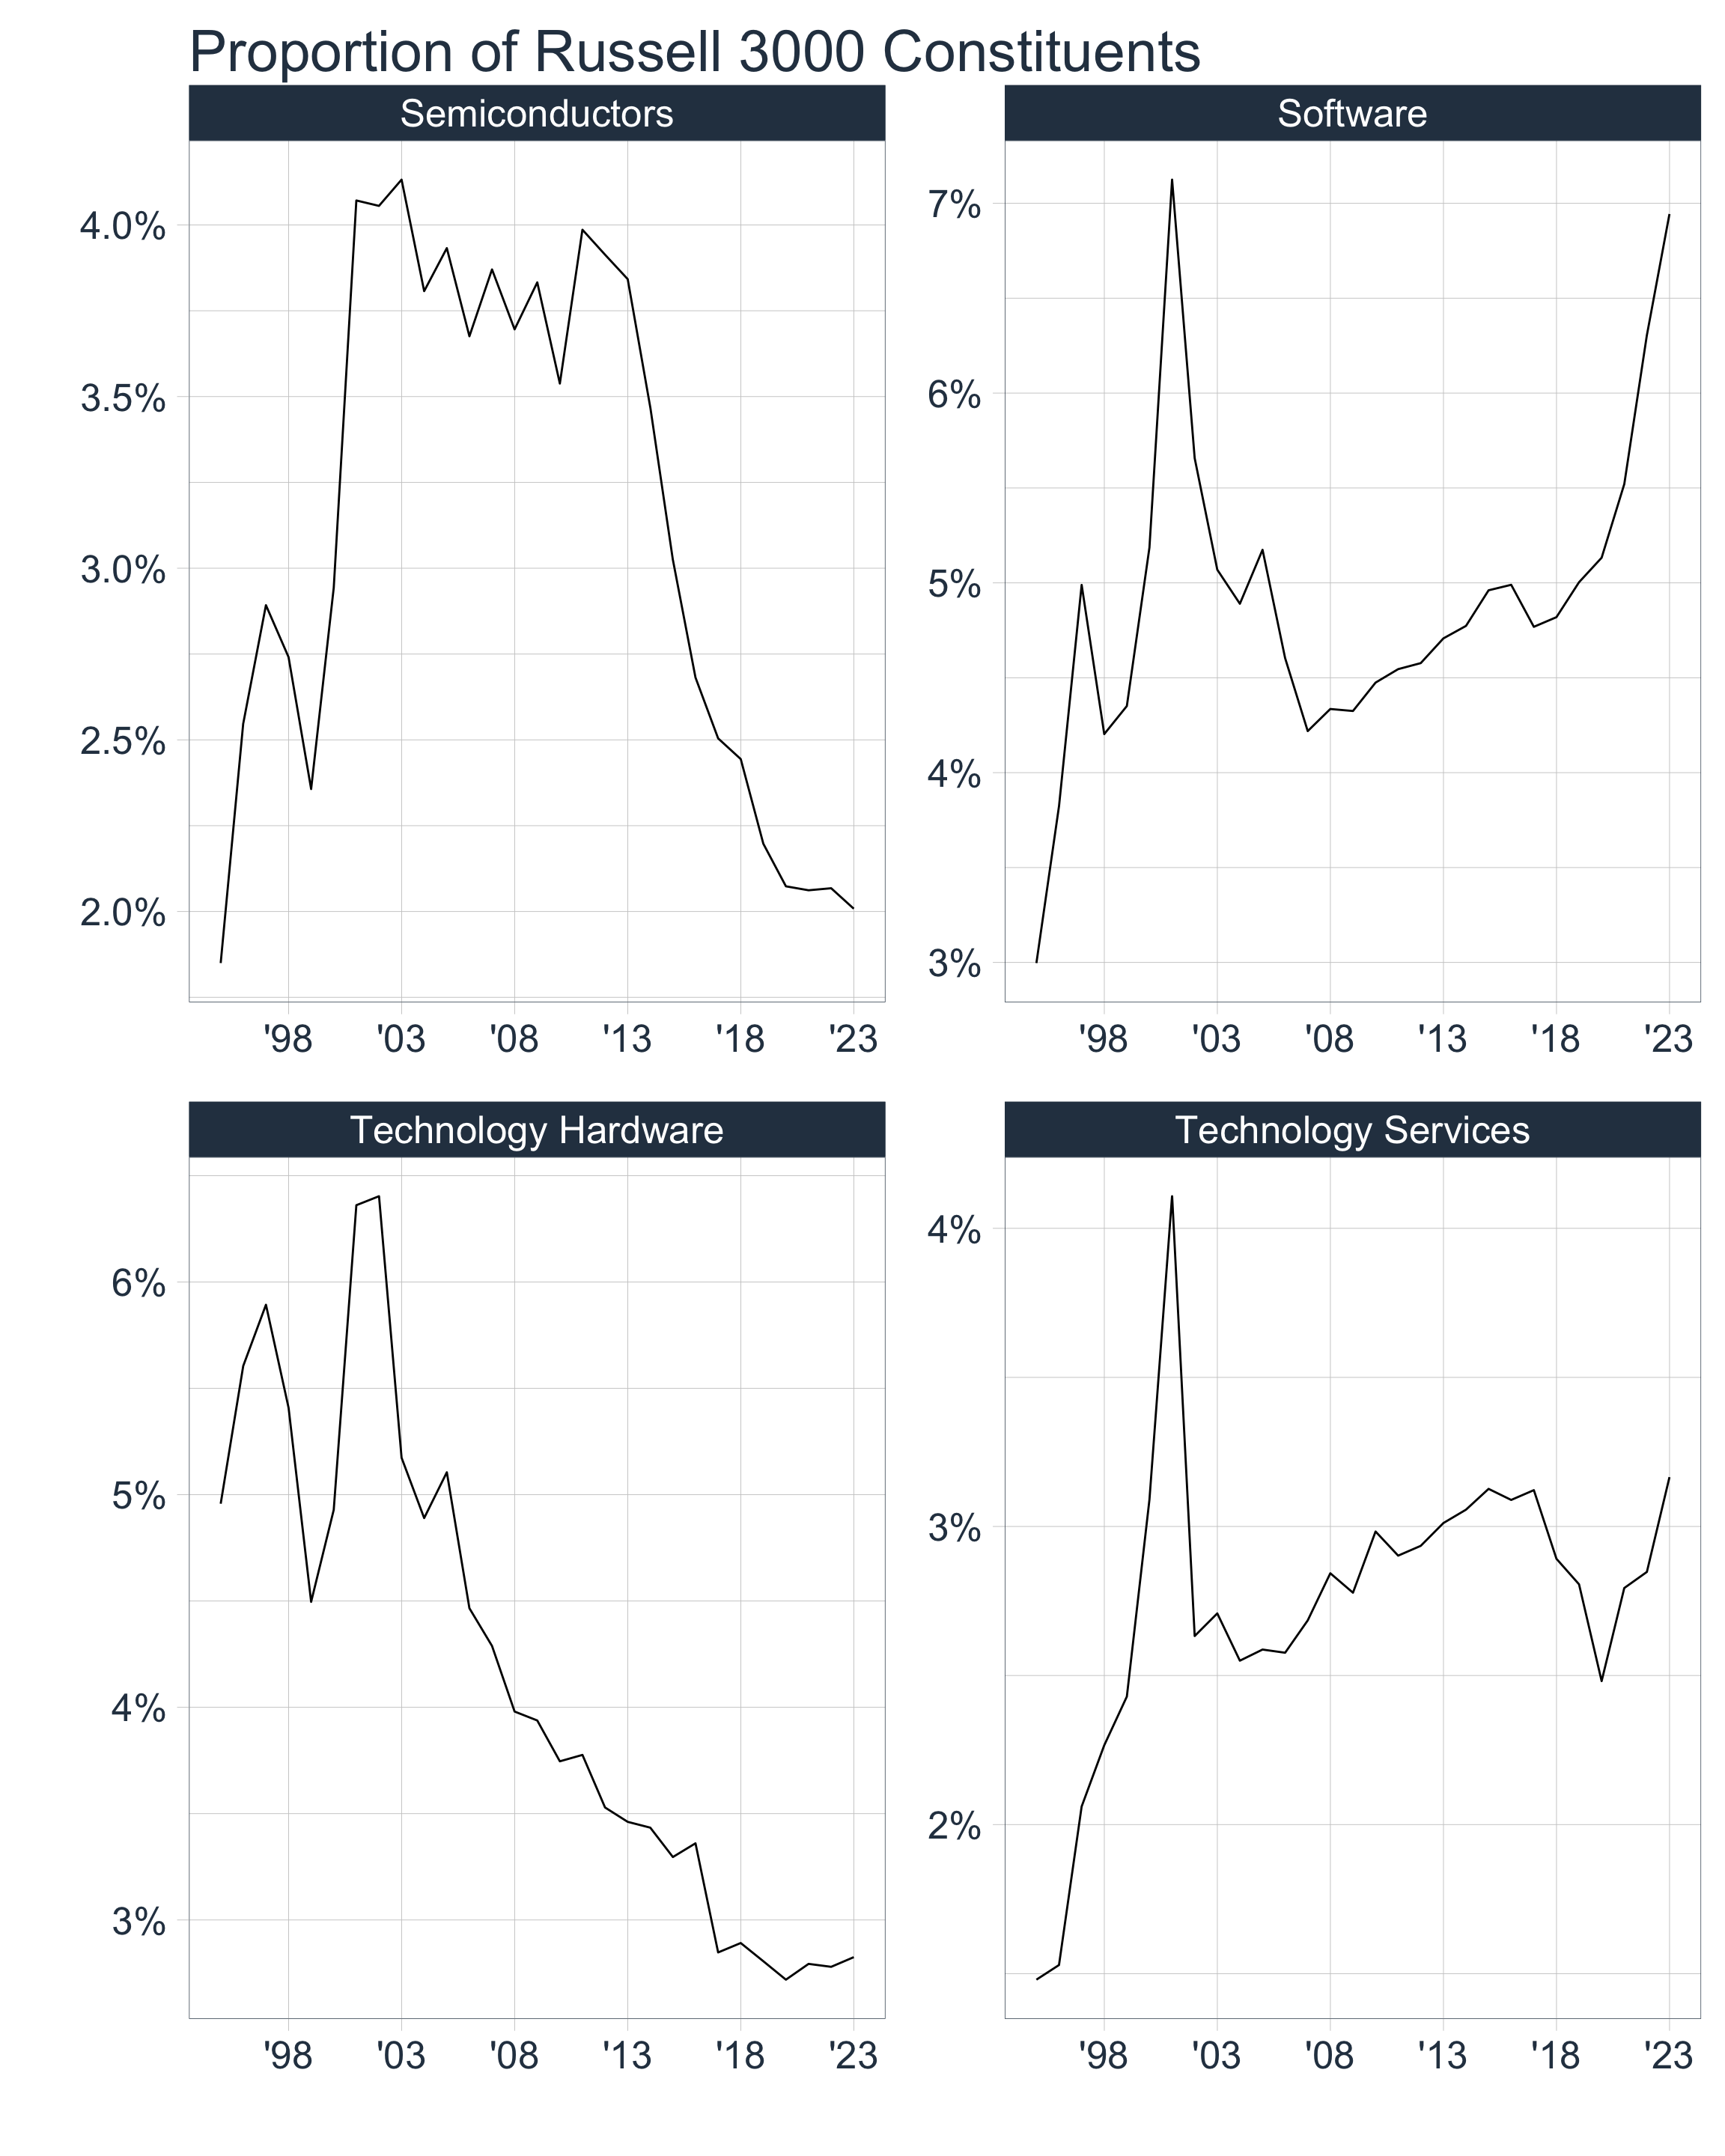 Proportion of Russell 3000 Constituents
Semiconductors
4.0%
3.5%
3.0%
2.5%
2.0%
'98 '03 '08 '13 '18 '23
Software
7%
6%
5%
4%
3%
'98 '03 '08 '13 '18 '23
Technology Hardware
6%
5%
4%
3%
'98 '03 '08 '13 '18 '23
Technology Services
4%
3%
2%
'98 '03 '08 '13 '18 '23